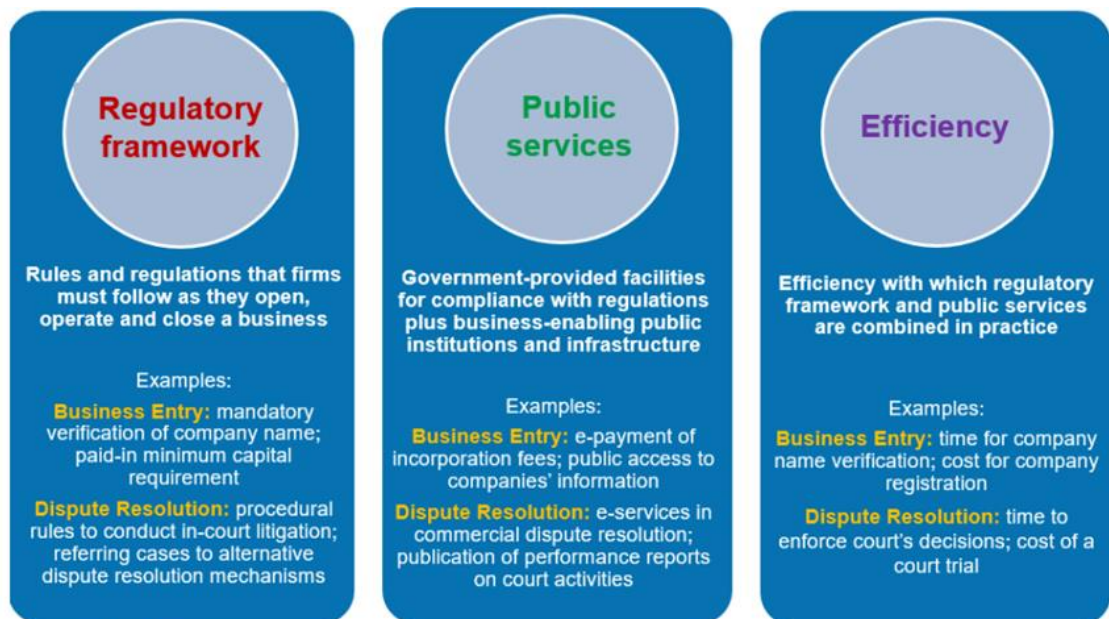 Regulatory
framework
Rules and regulations that firms
must follow as they open,
operate and close a business
Examples:
Business Entry: mandatory
verification of company name;
paid-in minimum capital
requirement
Dispute Resolution: procedural
rules to conduct in-court litigation;
referring cases to alternative
dispute resolution mechanisms
Public
services
Government-provided facilities
for compliance with regulations
plus business-enabling public
institutions and infrastructure
Examples:
Business Entry: e-payment of
incorporation fees; public access to
companies’ information
Dispute Resolution: e-services in
commercial dispute resolution;
publication of performance reports
on court activities
Efficiency
Efficiency with which regulatory
framework and public services
are combined in practice
Examples:
Business Entry: time for company
name verification; cost for company
registration
Dispute Resolution: time to
enforce court’s decisions; cost of a
court trial